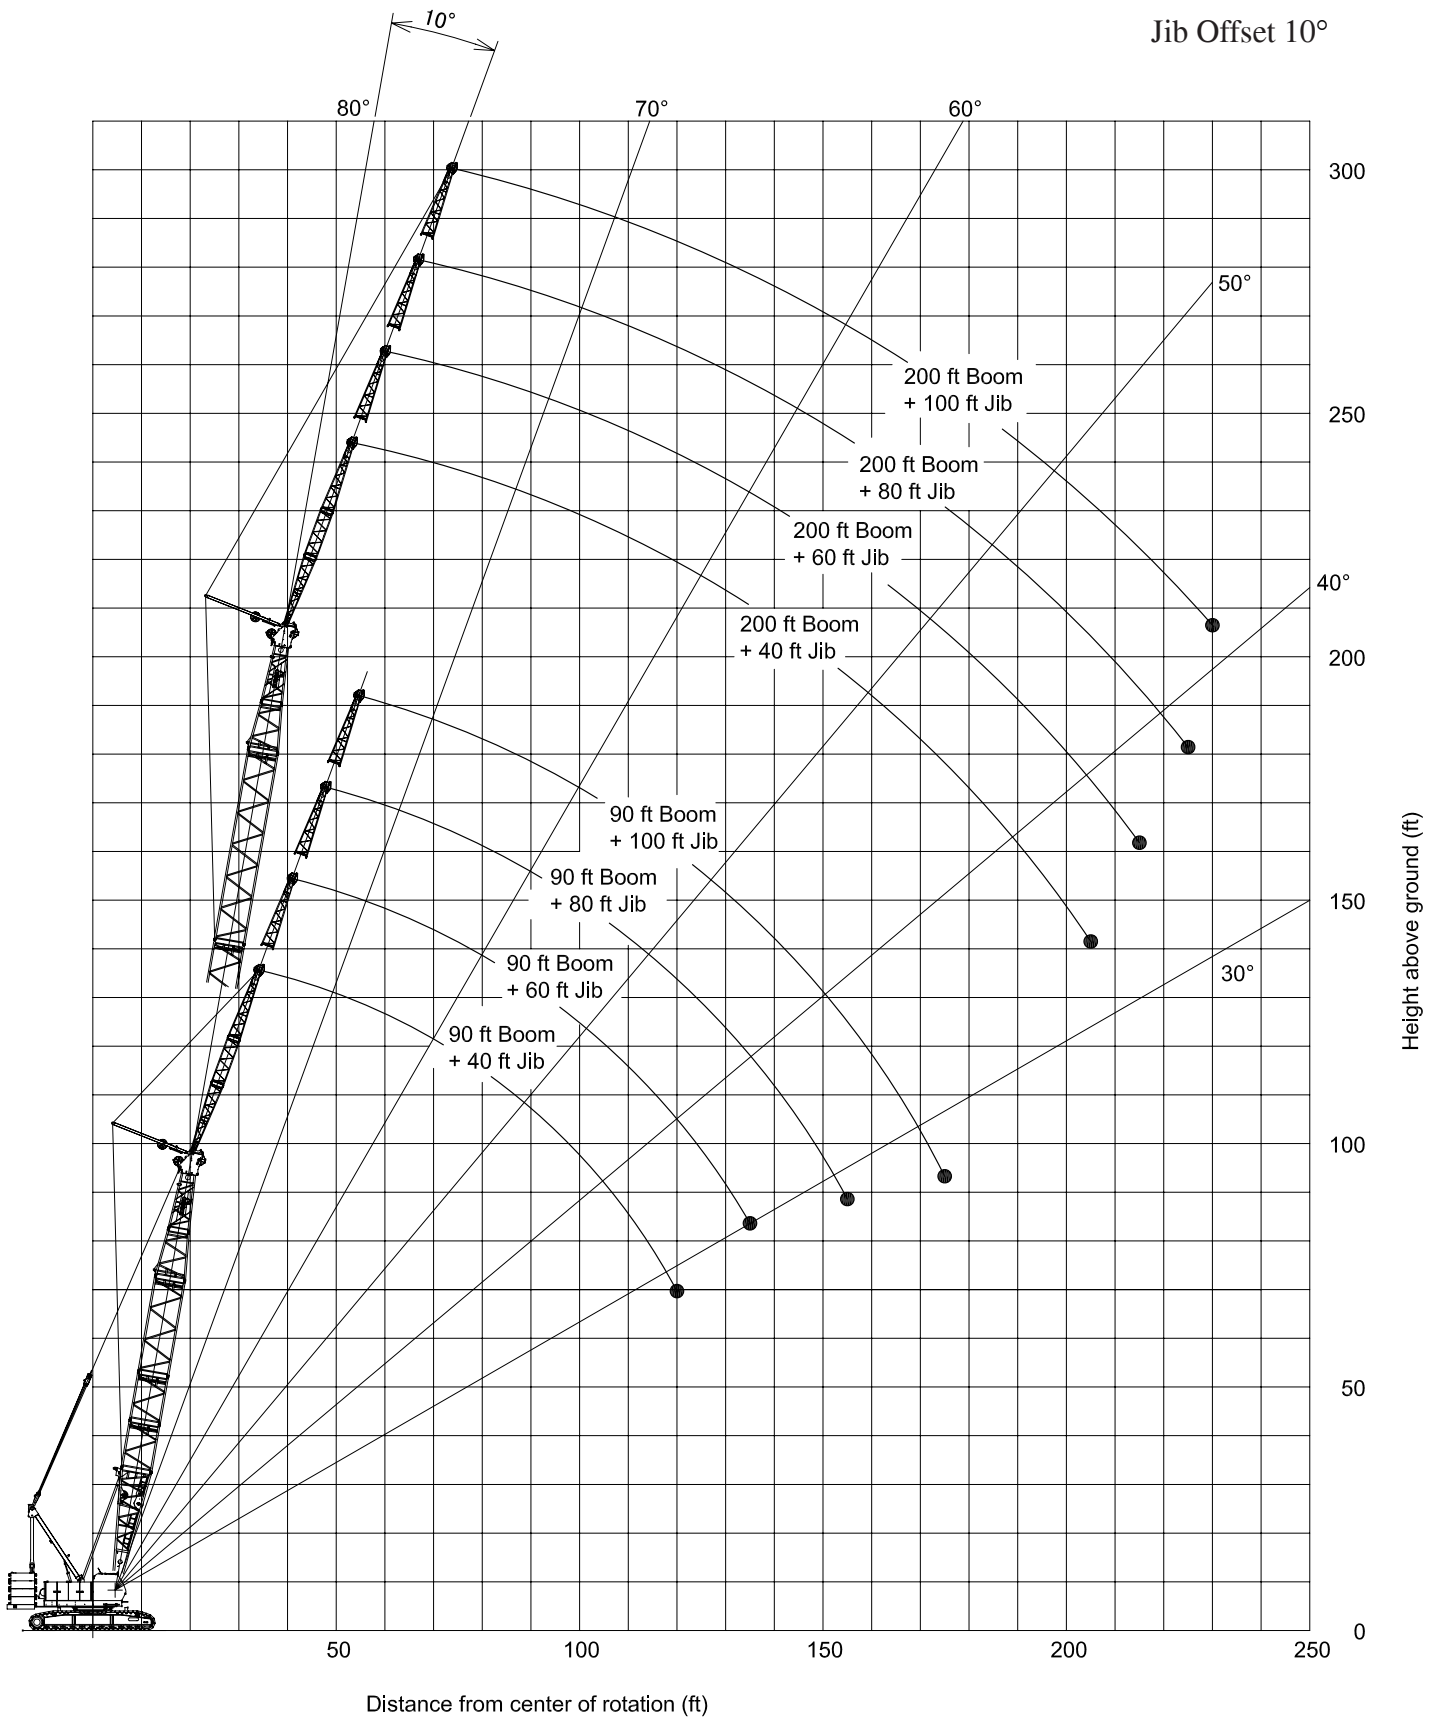 Jib Offset 10°
10°
80°
70°
60°
300
50°
200 ft Boom
+ 100 ft Jib
250
200 ft Boom
+ 80 ft Jib
200 ft Boom
+ 60 ft Jib
40°
200 ft Boom
+ 40 ft Jib
200
90 ft Boom
+ 100 ft Jib
90 ft Boom
+ 80 ft Jib
150
90 ft Boom
+ 60 ft Jib
30°
90 ft Boom
+ 40 ft Jib
Height above ground (ft)
100
50
0
50
100
150
200
250
Distance from center of rotation (ft)